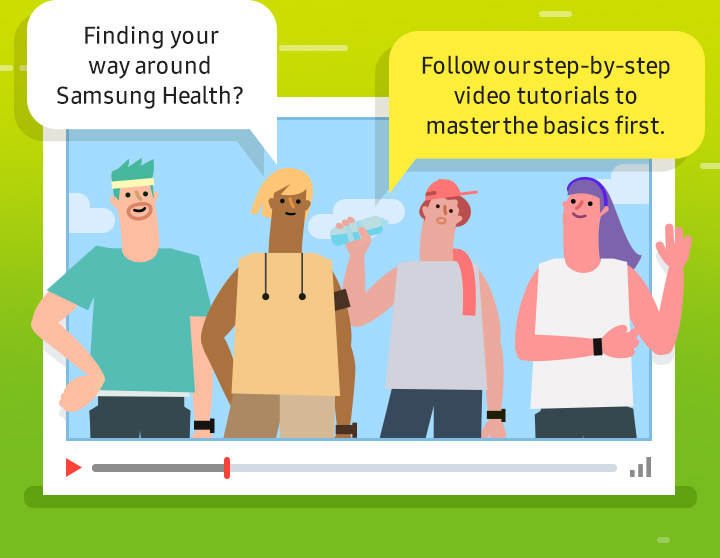 Finding your
way around
Samsung Health?
Follow our step-by-step
video tutorials to
master the basics first.